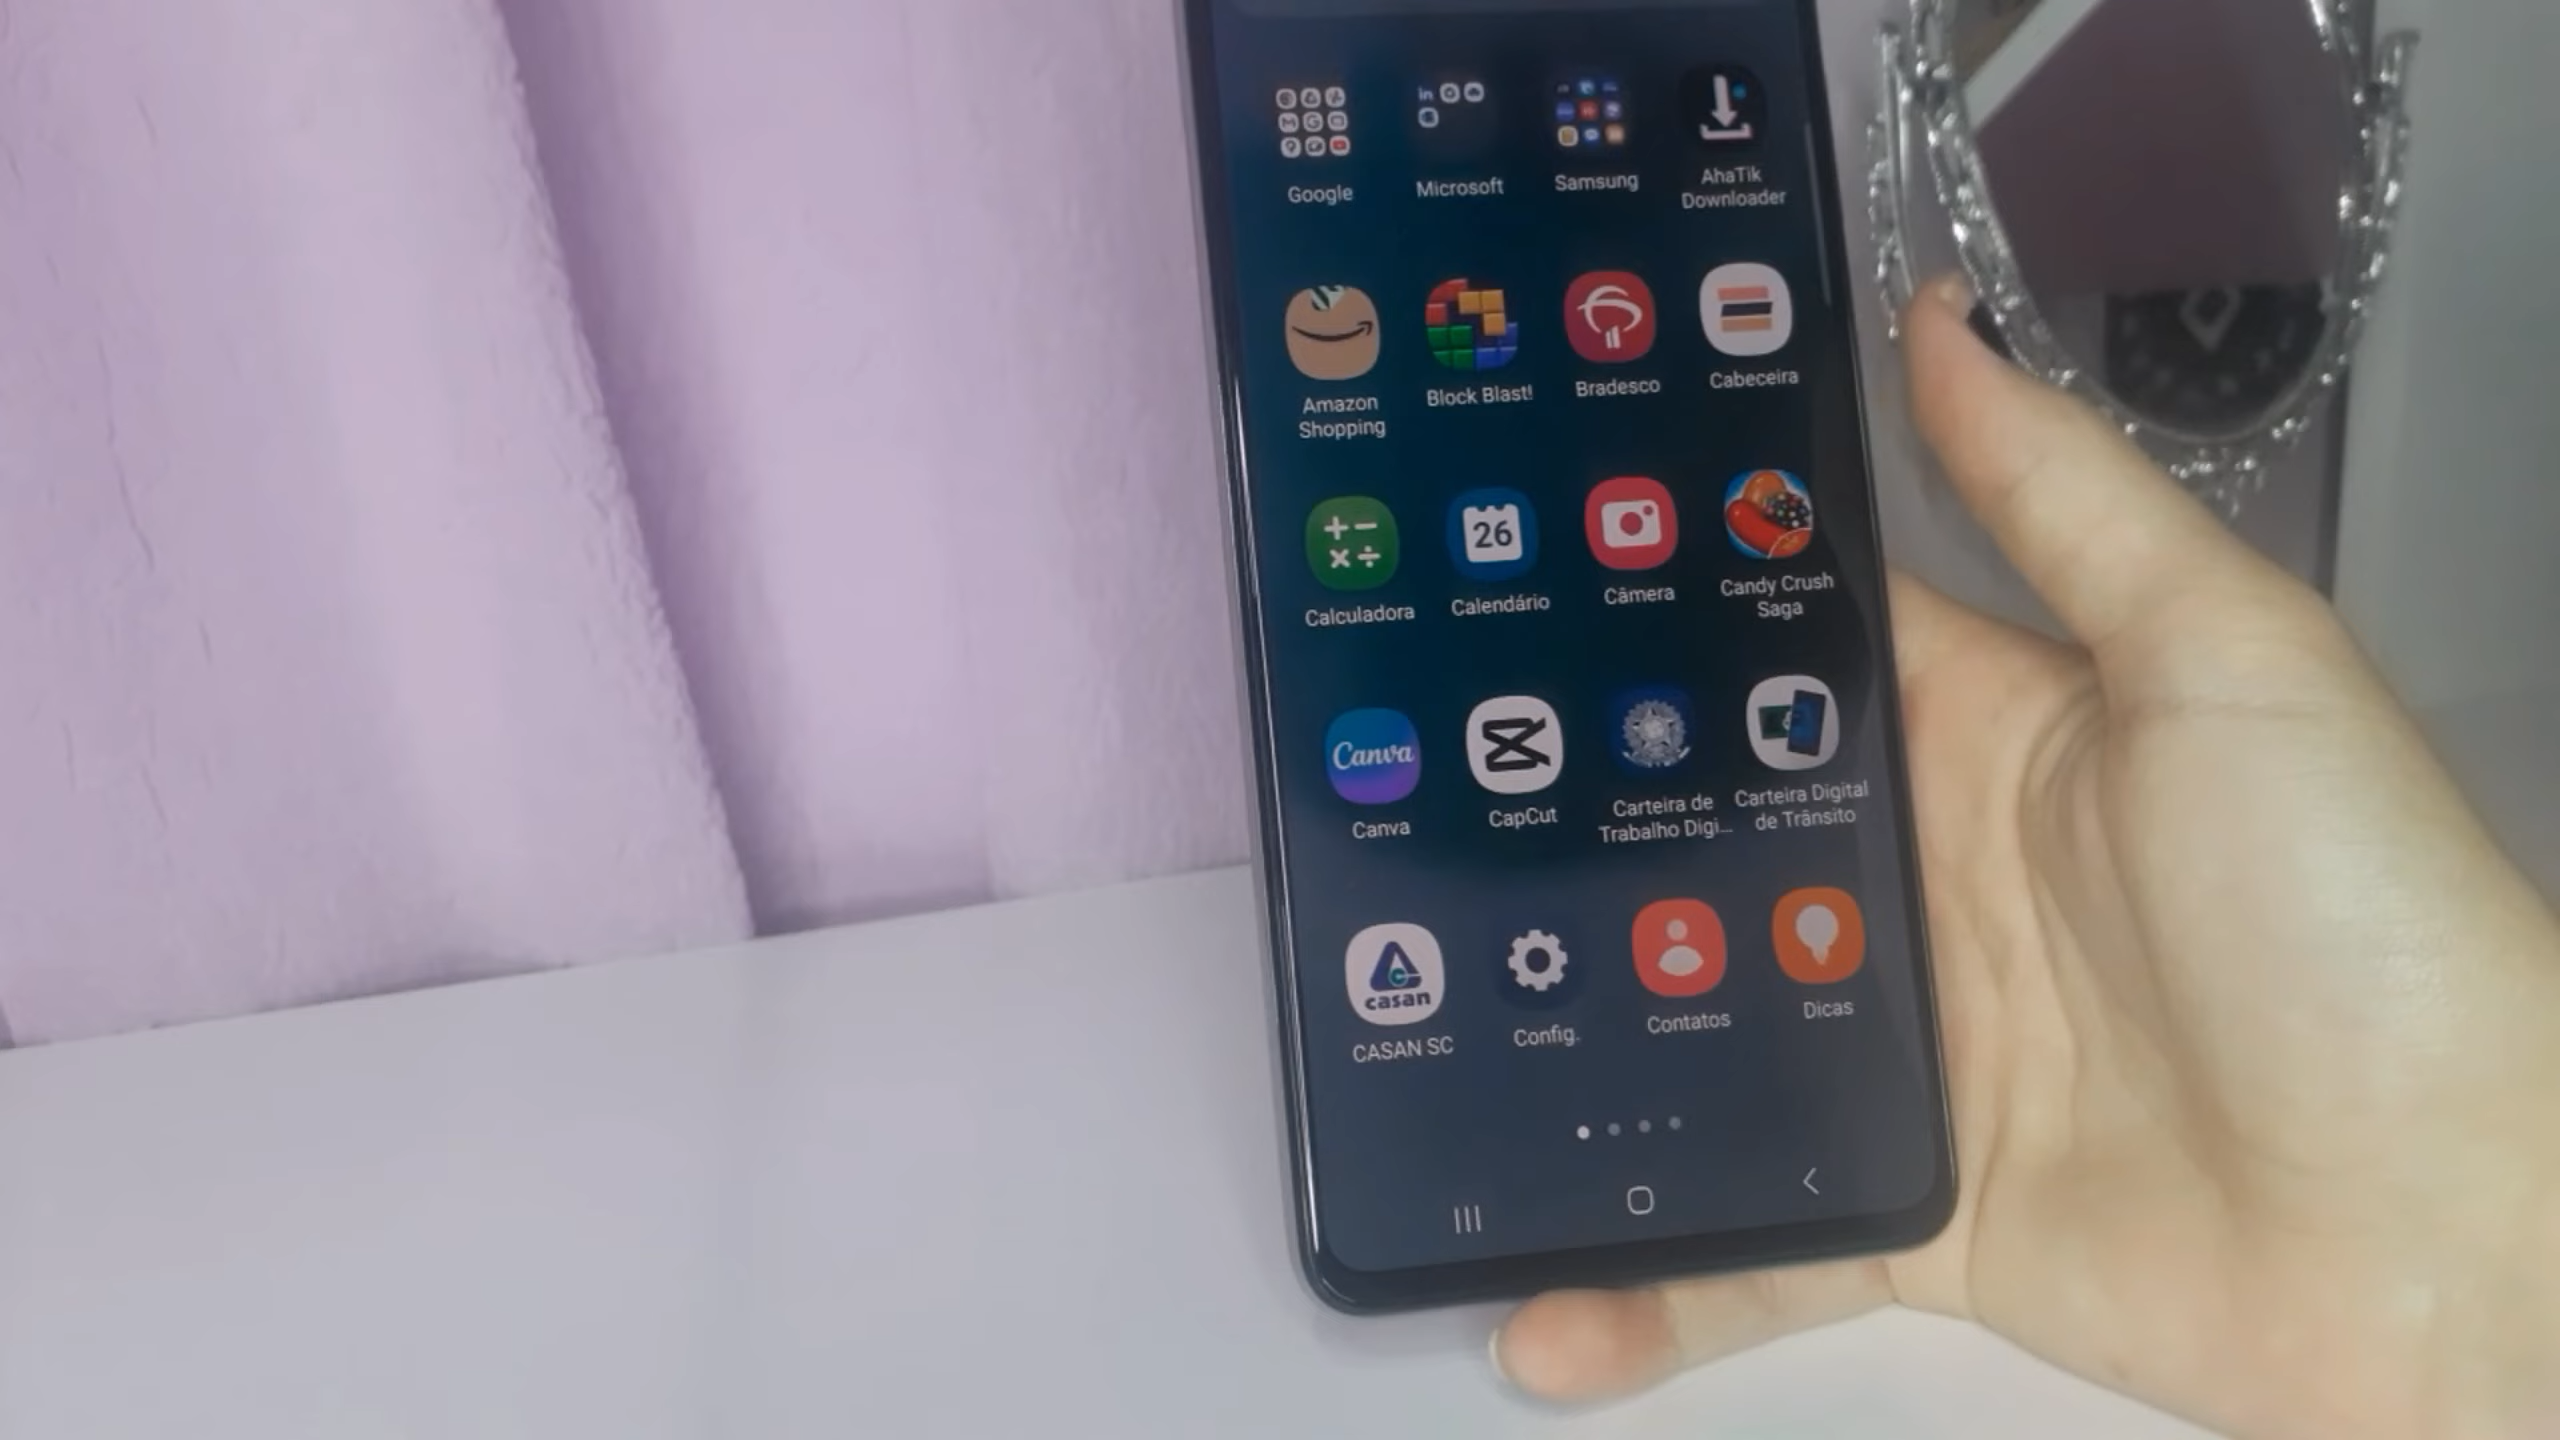 in
Google
Microsoft
Samsung
AhaTik
Downloader
Amazon
Shopping
Block Blast!
Bradesco
Cabeceira
26
Calculadora
Calendário
Câmera
Candy Crush
Saga
Canva
Canva
CapCut
Carteira de
Trabalho Digi...
Carteira Digital
de Trânsito
casan
CASAN SC
Config.
Contatos
Dicas